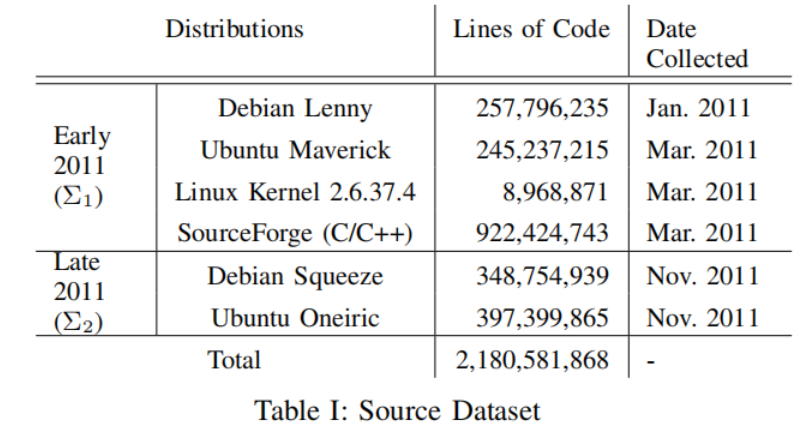 Distributions Lines of Code Date
Collected
Early
2011
(Σ1)
Debian Lenny 257,796,235 Jan. 2011
Ubuntu Maverick 245,237,215 Mar. 2011
Linux Kernel 2.6.37.4 8,968,871 Mar. 2011
SourceForge (C/C++) 922,424,743 Mar. 2011
Late
2011
(Σ2)
Debian Squeeze 348,754,939 Nov. 2011
Ubuntu Oneiric 397,399,865 Nov. 2011
Total 2,180,581,868 -
Table I: Source Dataset